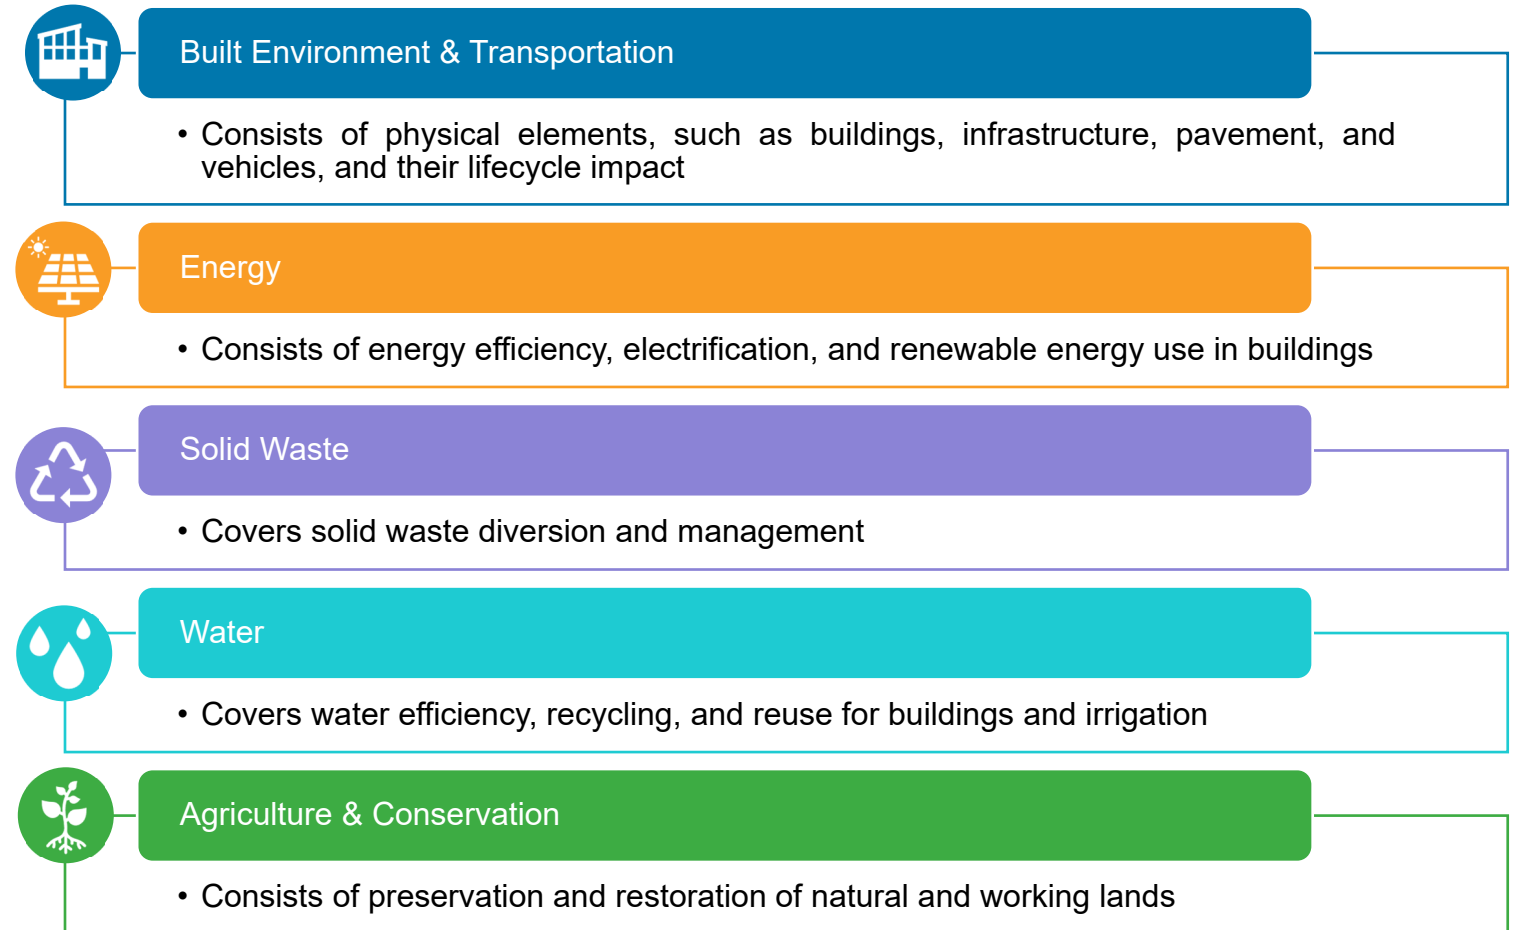 Built Environment & Transportation
• Consists of physical elements, such as buildings, infrastructure, pavement, and
vehicles, and their lifecycle impact
Energy
• Consists of energy efficiency, electrification, and renewable energy use in buildings
Solid Waste
• Covers solid waste diversion and management
Water
• Covers water efficiency, recycling, and reuse for buildings and irrigation
Agriculture & Conservation
• Consists of preservation and restoration of natural and working lands